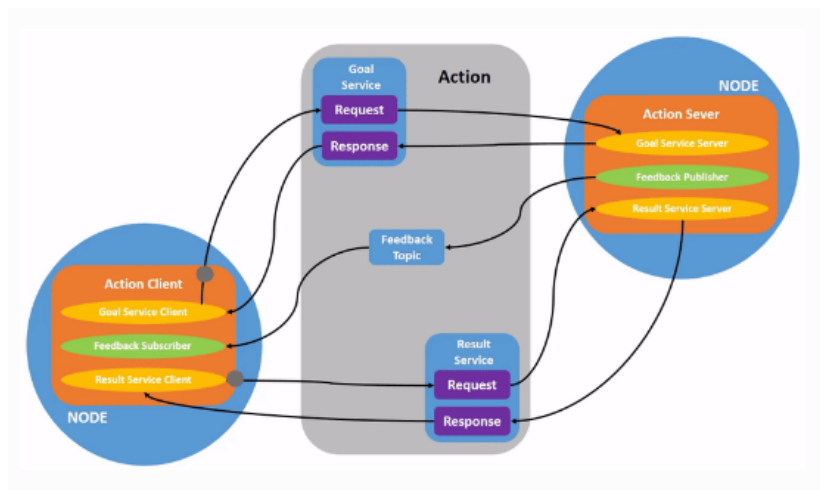 Goal
Service
Request
Response
Action
NODE
Action Sever
Goal Service Server
Feedback Publisher
Result Service Server
Feedback
Topic
Action Client
Goal Service Client
Feedback Subscriber
Result Service Client
NODE
Result
Service
Request
Response